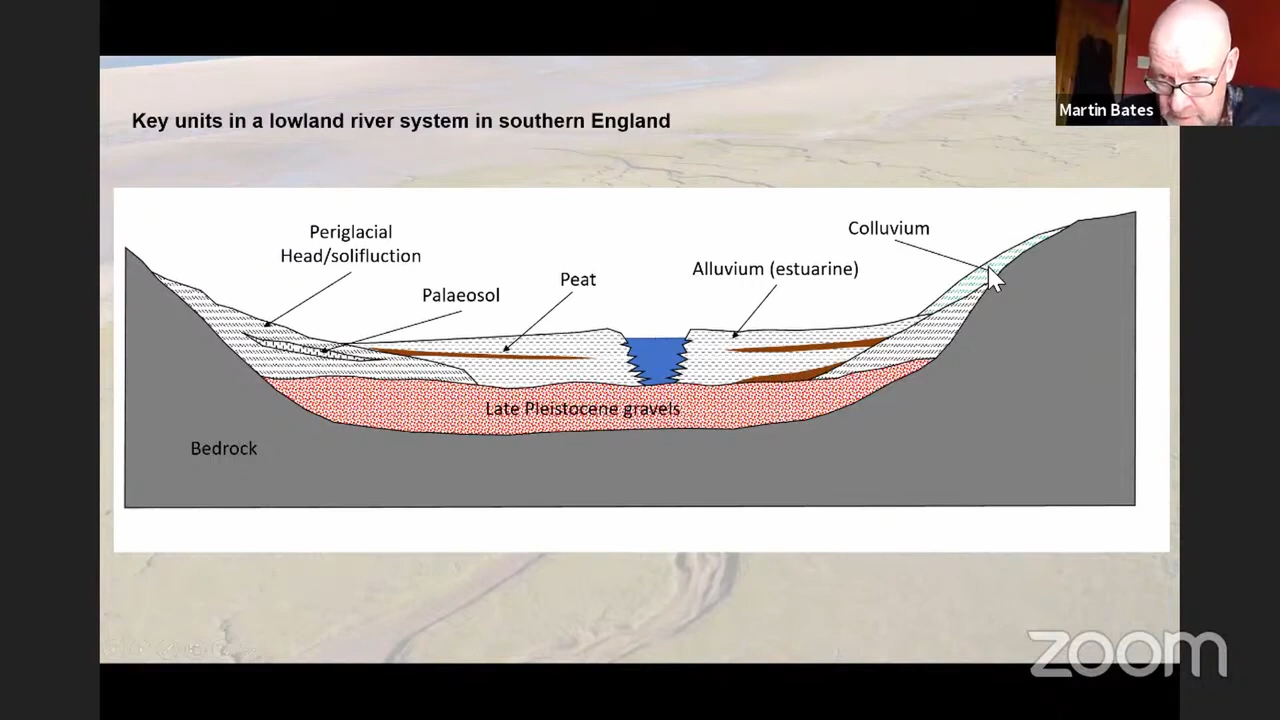 Martin Bates
Key units in a lowland river system in southern England
Periglacial
Head/solifluction
Palaeosol
Peat
Alluvium (estuarine)
Colluvium
Late Pleistocene gravels
Bedrock
zoom